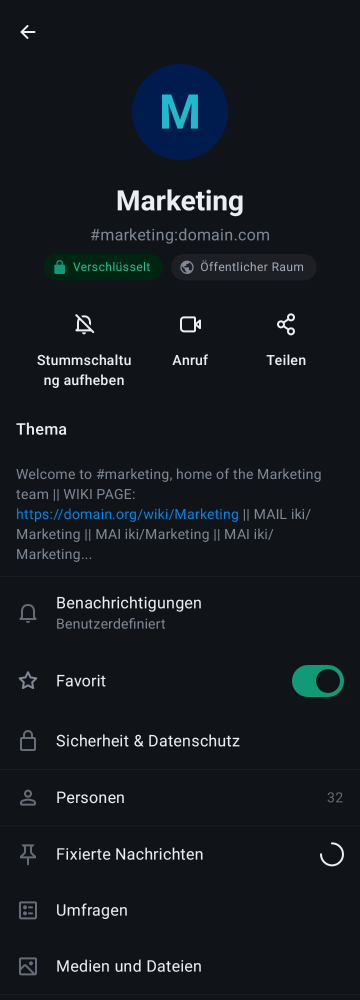 M
Marketing
#marketing:domain.com
Verschlüsselt
Öffentlicher Raum
Stummschaltu
ng aufheben
Anruf
Teilen
Thema
Welcome to #marketing, home of the Marketing
team || WIKI PAGE:
https://domain.org/wiki/Marketing || MAIL iki/
Marketing || MAI iki/Marketing || MAI iki/
Marketing...
Benachrichtigungen
Benutzerdefiniert
Favorit
Sicherheit & Datenschutz
Personen 32
Fixierte Nachrichten
Umfragen
Medien und Dateien